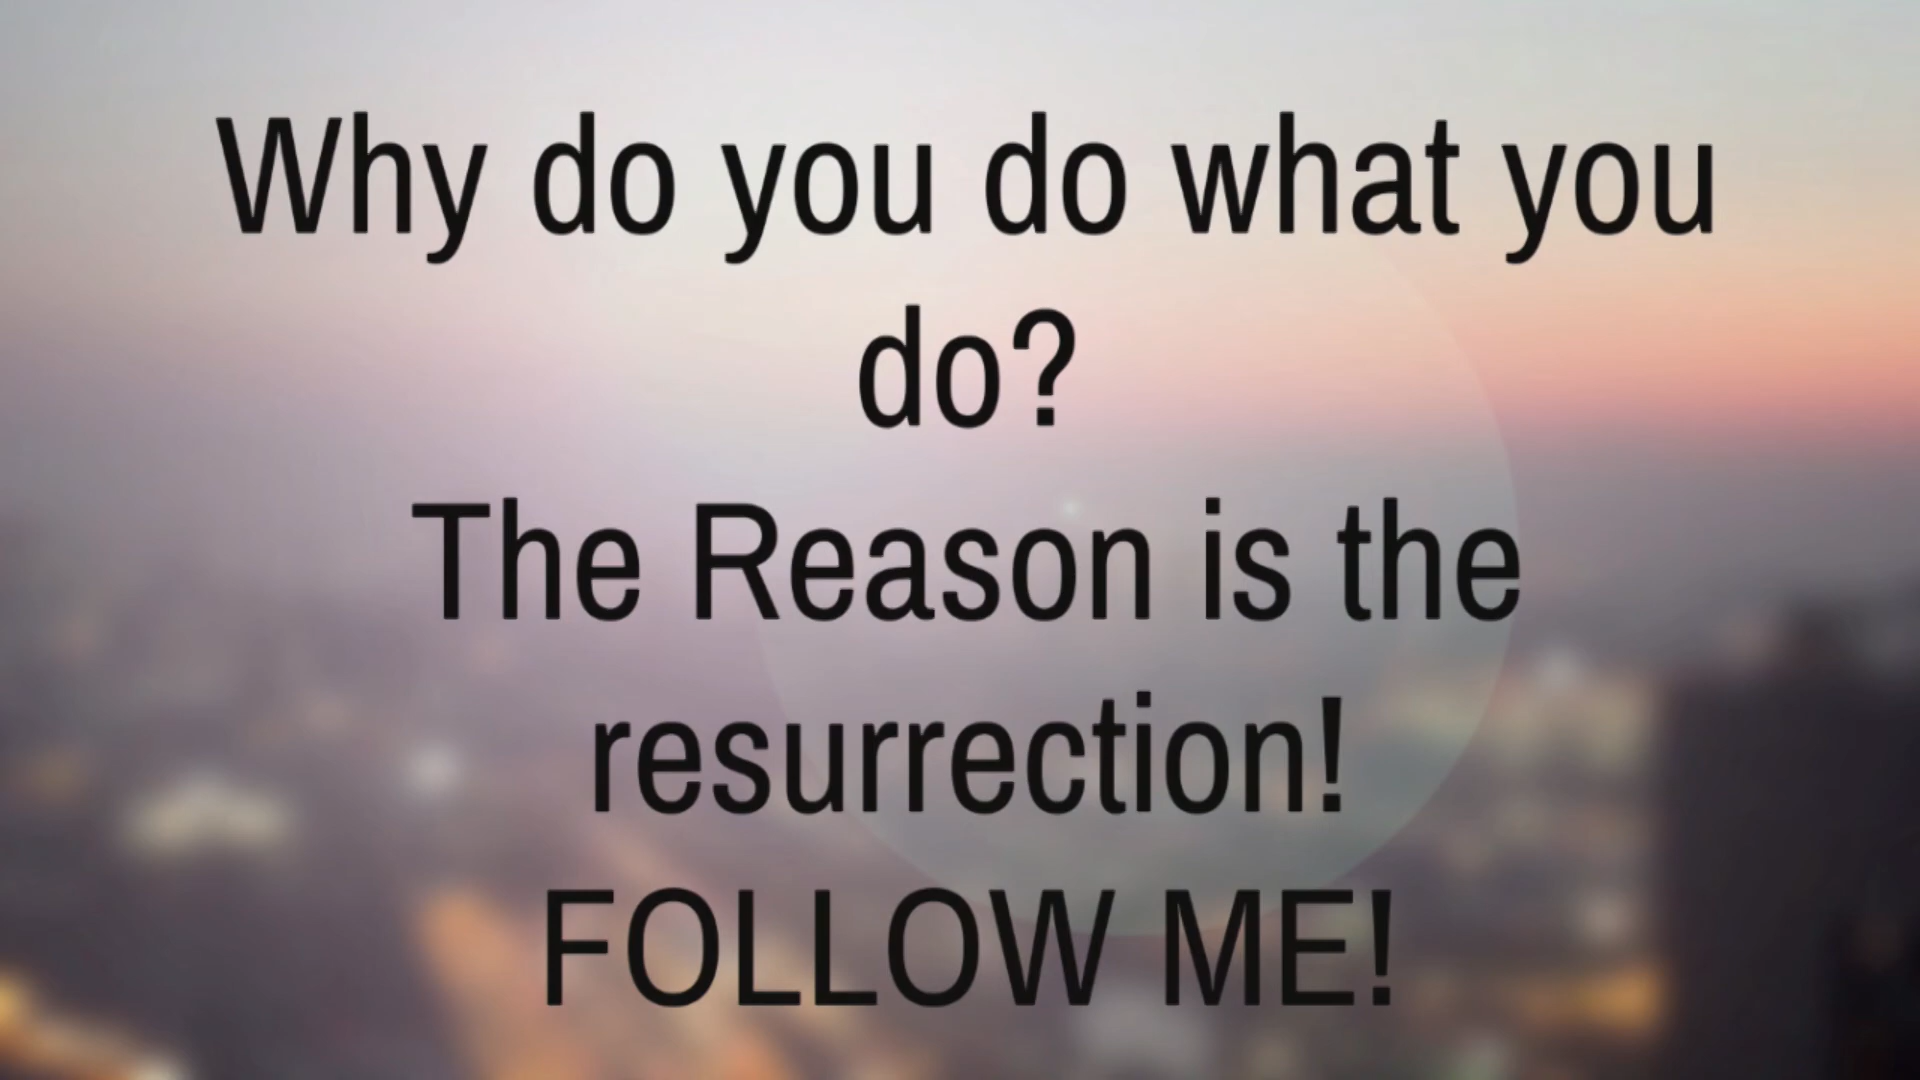 Why do you do what you
do?
The Reason is the
resurrection!
FOLLOW ME!